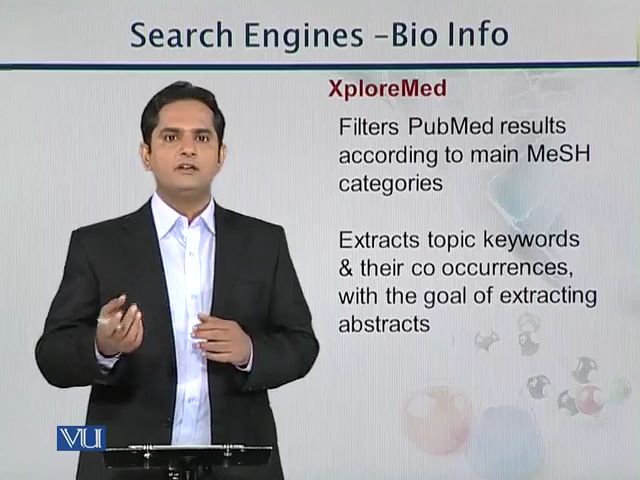 Search Engines –Bio Info
XploreMed
Filters PubMed results
according to main MeSH
categories
Extracts topic keywords
& their co occurrences,
with the goal of extracting
abstracts
VU